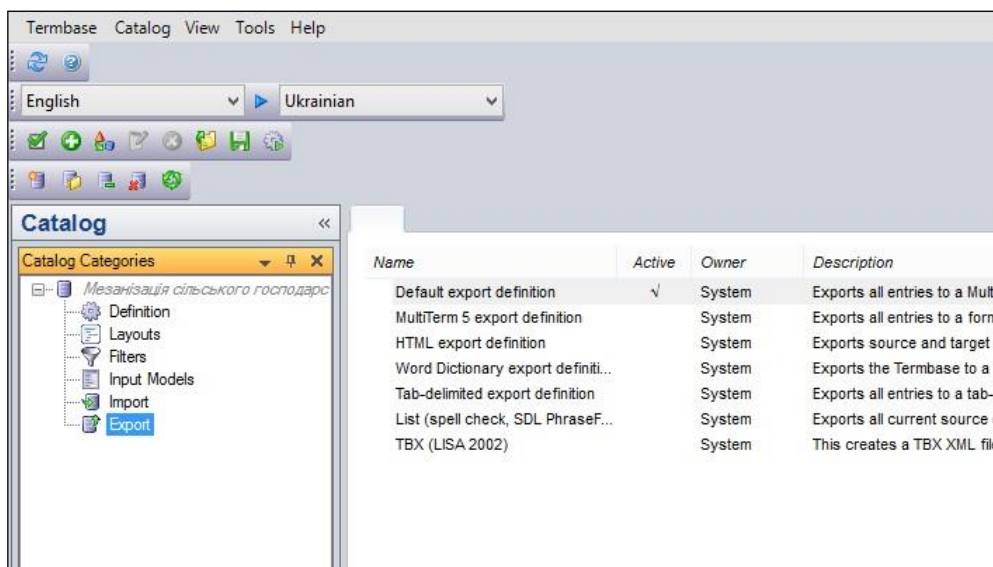 Termbase Catalog View Tools Help
English Ukrainian
Catalog «
Catalog Categories
Мезанізація сільського господарс
Definition
Layouts
Filters
Input Models
Import
Export
Name Active Owner Description
Default export definition √ System Exports all entries to a Mult
MultiTerm 5 export definition System Exports all entries to a form
HTML export definition System Exports source and target
Word Dictionary export definiti... System Exports the Termbase to a
Tab-delimited export definition System Exports all entries to a tab-
List (spell check, SDL PhraseF... System Exports all current source
TBX (LISA 2002) System This creates a TBX XML file